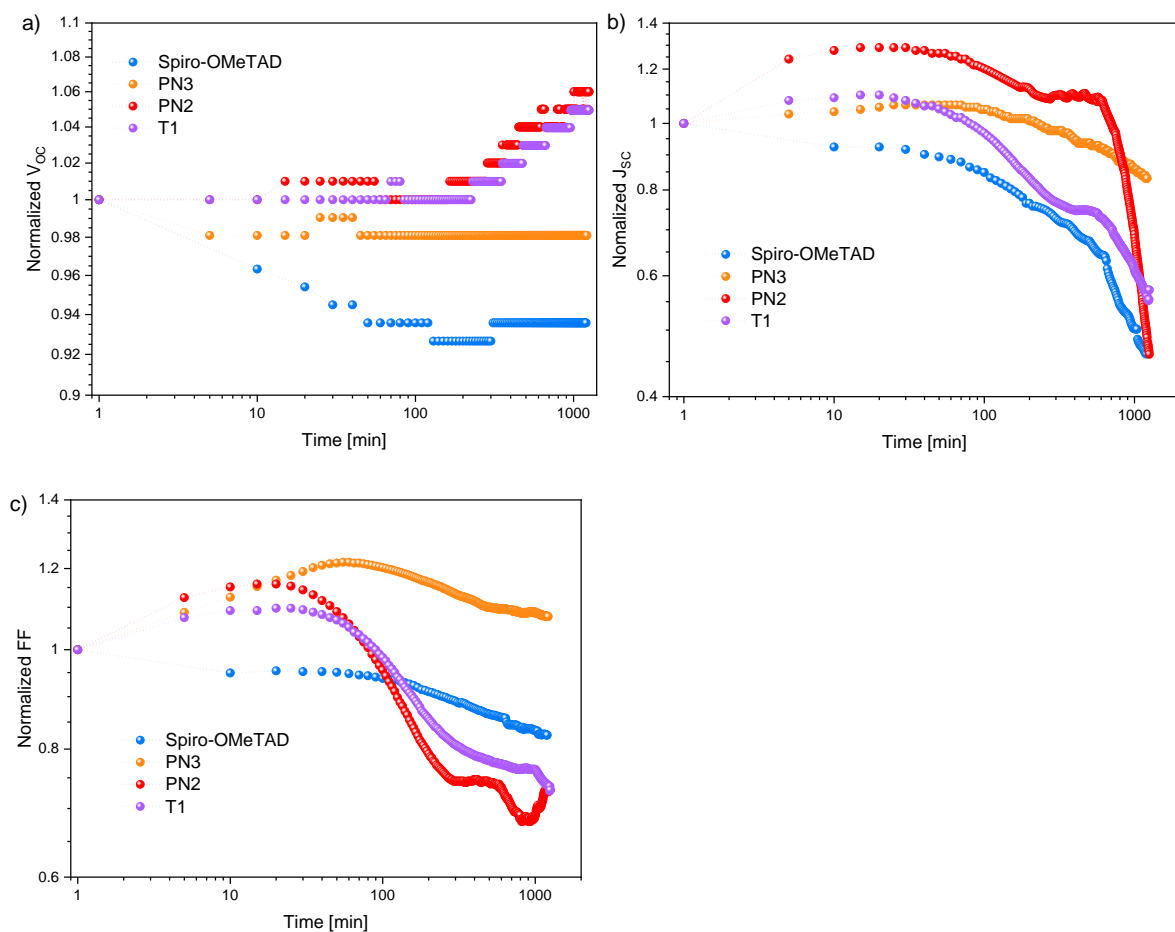 a)
Normalized VOC
1.1
1.08
1.06
1.04
1.02
1
0.98
0.96
0.94
0.92
0.9
Spiro-OMeTAD
PN3
PN2
T1
1 10 100 1000
Time [min]
b)
Nomalized JSC
1.4
1.2
1
0.8
0.6
0.4
Spiro-OMeTAD
PN3
PN2
T1
1 10 100 1000
Time [min]
c)
Normalized FF
1.4
1.2
1
0.8
0.6
Spiro-OMeTAD
PN3
PN2
T1
1 10 100 1000
Time [min]